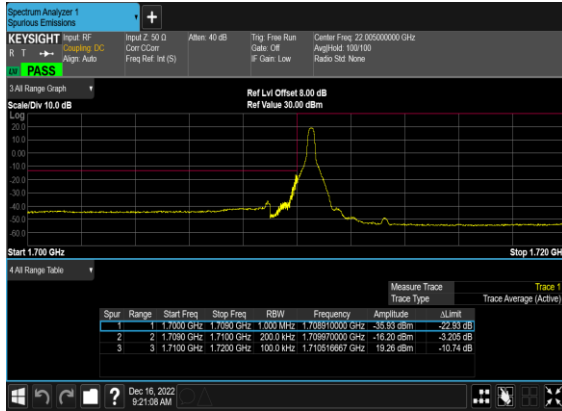 Spectrum Analyzer 1
Spurious Emissions
+
KEYSIGHT Input: RF Input Z: 50 Ω Atten: 40 dB Trig: Free Run Center Freq: 22.005000000 GHz
R T Coupling: DC Corr CCorr Gate: Off Avg|Hold: 100/100
Align: Auto Freq Ref: Int (S) IF Gain: Low Radio Std: None
PASS
3 All Range Graph
Ref Lvl Offset 8.00 dB
Scale/Div 10.0 dB Ref Value 30.00 dBm
Log
20.0
10.0
0.00
-10.0
-20.0
-30.0
-40.0
-50.0
-60.0
Start 1.700 GHz Stop 1.720 GH
4 All Range Table
Measure Trace Trace 1
Trace Type Trace Average (Active)
Spur Range Start Freq Stop Freq RBW Frequency Amplitude ΔLimit
1 1 1.7000 GHz 1.7090 GHz 1.000 MHz 1.708910000 GHz -35.93 dBm -22.93 dB
2 2 1.7090 GHz 1.7100 GHz 200.0 kHz 1.709970000 GHz -16.20 dBm -3.205 dB
3 3 1.7100 GHz 1.7200 GHz 100.0 kHz 1.710516667 GHz 19.26 dBm -10.74 dB
? Dec 16, 2022
9:21:08 AM